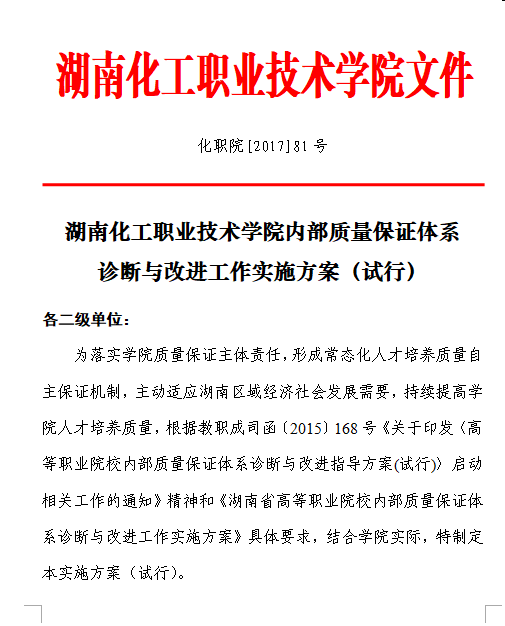 湖南化工职业技术学院文件
化职院[2017]81号
湖南化工职业技术学院内部质量保证体系
诊断与改进工作实施方案（试行）
各二级单位：
为落实学院质量保证主体责任，形成常态化人才培养质量自
主保证机制，主动适应湖南区域经济社会发展需要，持续提高学
院人才培养质量，根据教职成司函〔2015〕168号《关于印发〈高
等职业院校内部质量保证体系诊断与改进指导方案(试行)〉启动
相关工作的通知》精神和《湖南省高等职业院校内部质量保证体
系诊断与改进工作实施方案》具体要求，结合学院实际，特制定
本实施方案（试行）。